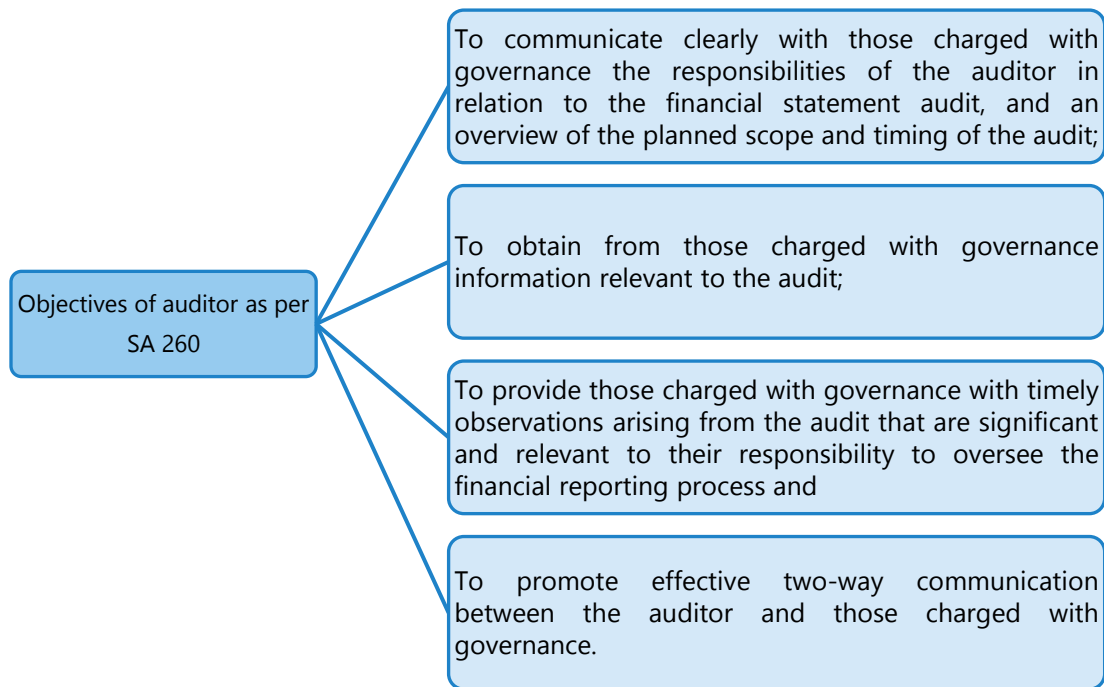 Objectives of auditor as per
SA 260
To communicate clearly with those charged with
governance the responsibilities of the auditor in
relation to the financial statement audit, and an
overview of the planned scope and timing of the audit;
To obtain from those charged with governance
information relevant to the audit;
To provide those charged with governance with timely
observations arising from the audit that are significant
and relevant to their responsibility to oversee the
financial reporting process and
To promote effective two-way communication
between the auditor and those charged with
governance.